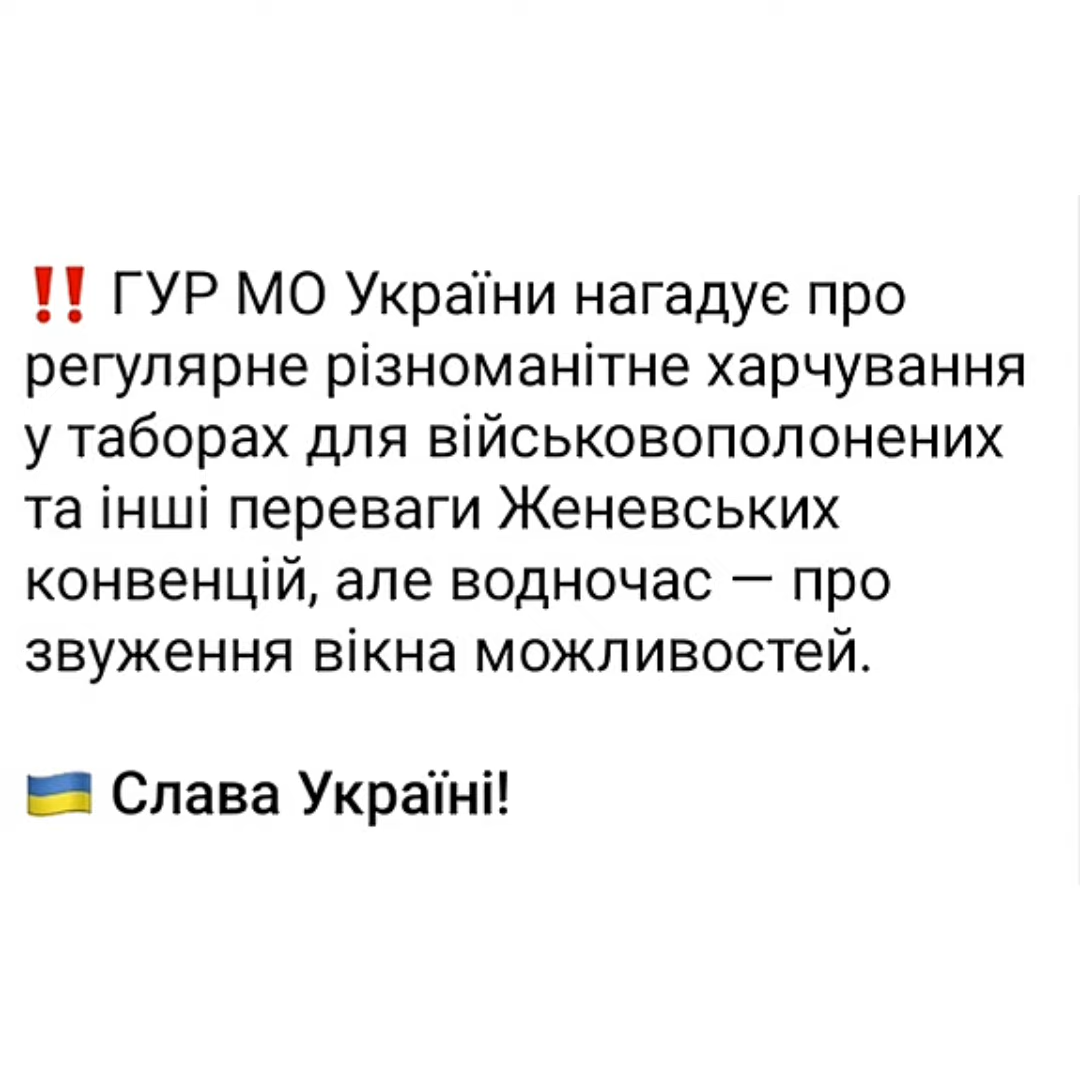 ‼️ ГУР МО України нагадує про
регулярне різноманітне харчування
у таборах для військовополонених
та інші переваги Женевських
конвенцій, але водночас — про
звуження вікна можливостей.
🇺🇦 Слава Україні!